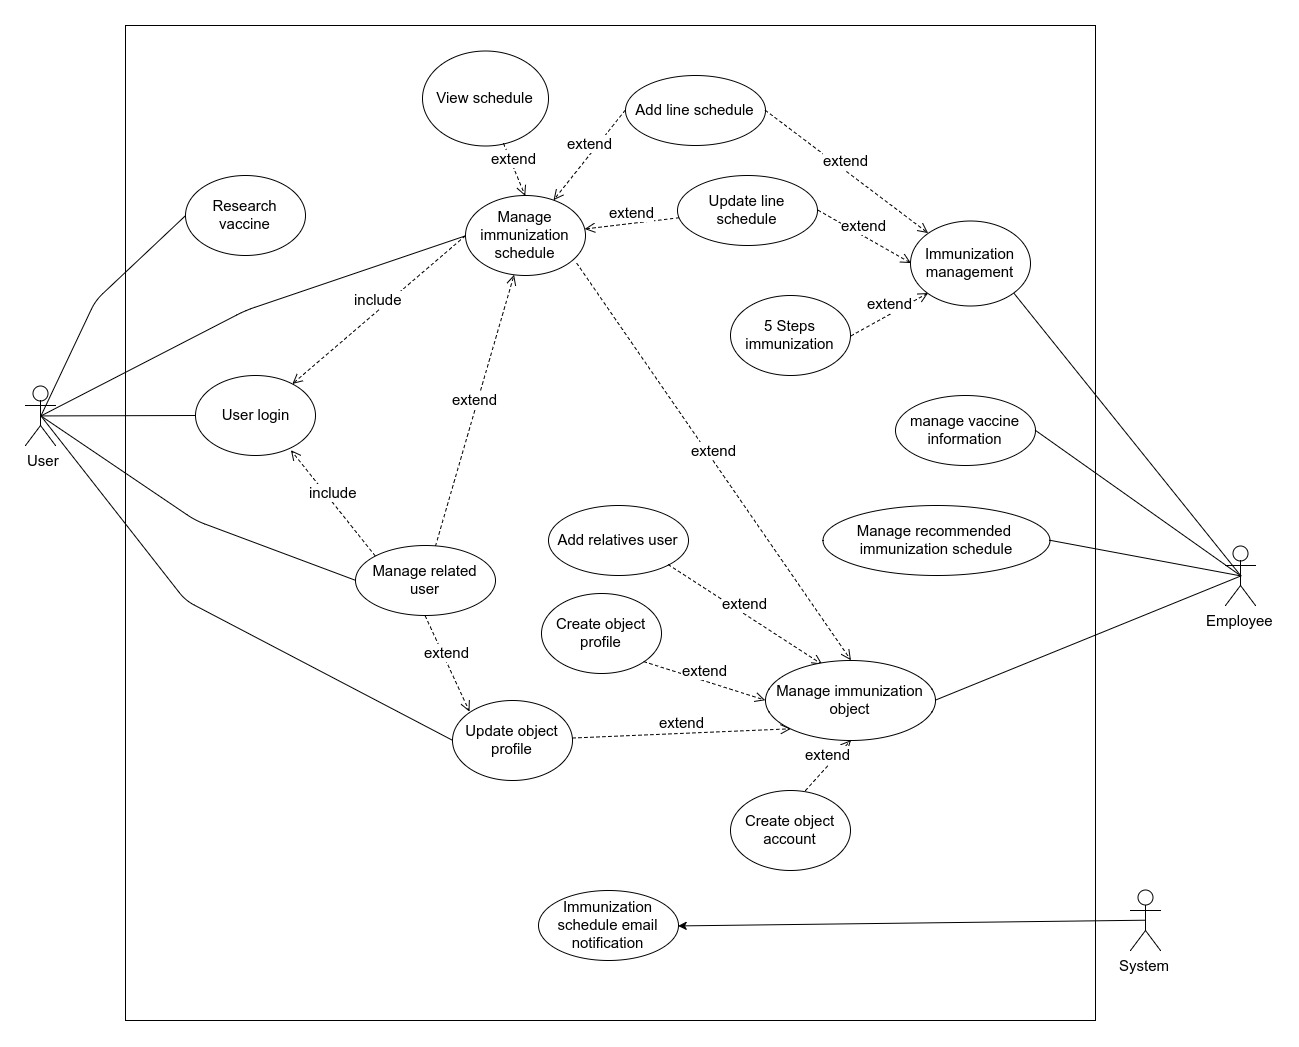 View schedule
Add line schedule
extend
extend
extend
Research
vaccine
Update line
schedule
Manage
immunization
schedule
extend
extend
Immunization
management
include
extend
5 Steps
immunization
User login
extend
manage vaccine
information
User
extend
include
Add relatives user
Manage recommended
immunization schedule
Manage related
user
extend
Create object
profile
Employee
extend
extend
Manage immunization
object
Update object
profile
extend
extend
Create object
account
Immunization
schedule email
notification
System